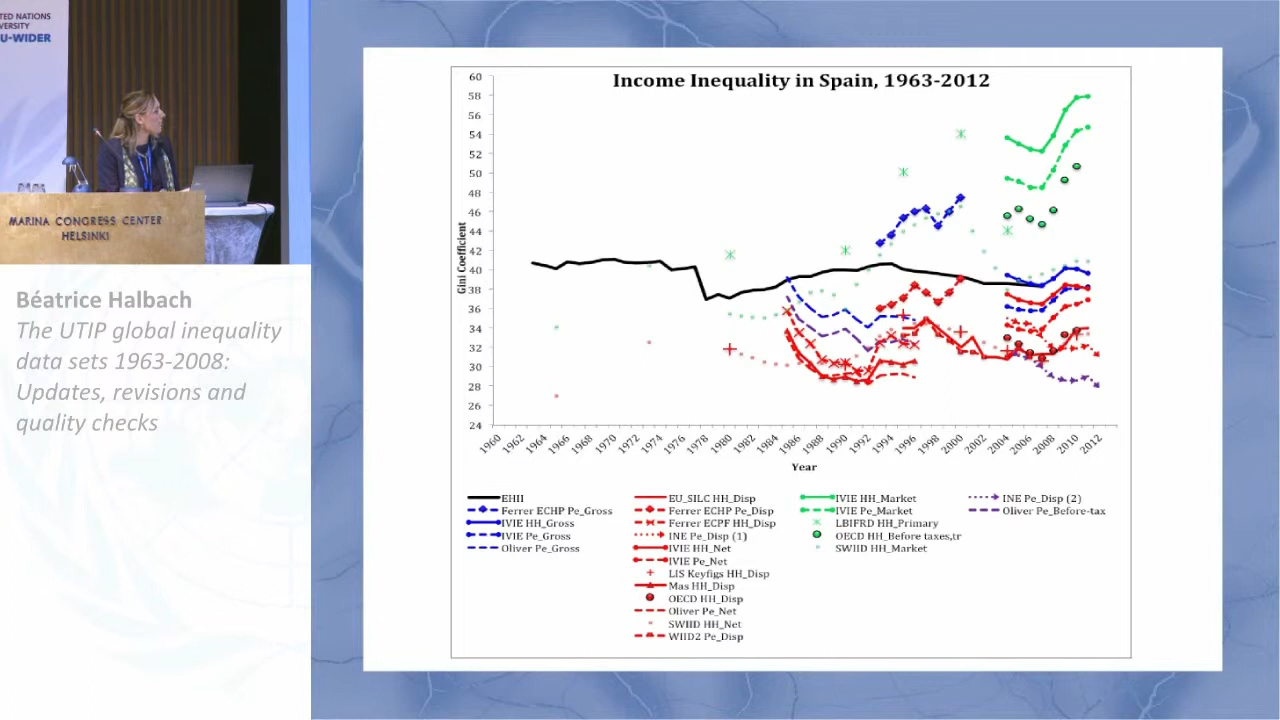 TED NATIONS
VERSITY
U-WIDER
MARINA CONGRESS CENTER
HELSINKI
Béatrice Halbach
The UTIP global inequality
data sets 1963-2008:
Updates, revisions and
quality checks
Income Inequality in Spain, 1963-2012
Gini Coefficient
60
58
56
54
52
50
48
46
44
42
40
38
36
34
32
30
28
26
24
1960 1962 1964 1966 1968 1970 1972 1974 1976 1978 1980 1982 1984 1986 1988 1990 1992 1994 1996 1998 2000 2002 2004 2006 2008 2010 2012
Year
EHII
Ferrer ECHP Pe_Gross
IVIE HH_Gross
IVIE Pe_Gross
Oliver Pe_Gross
EU_SILC HH_Disp
Ferrer ECHP Pe_Disp
Ferrer ECPF HH_Disp
INE Pe_Disp (1)
IVIE HH_Net
IVIE Pe_Net
LIS Keyfigs HH_Disp
Mas HH_Disp
OECD HH_Disp
Oliver Pe_Net
SWIID HH_Net
WIID2 Pe_Disp
IVIE HH_Market
IVIE Pe_Market
LBIFRD HH_Primary
OECD HH_Before taxes,tr
SWIID HH_Market
INE Pe_Disp (2)
Oliver Pe_Before-tax